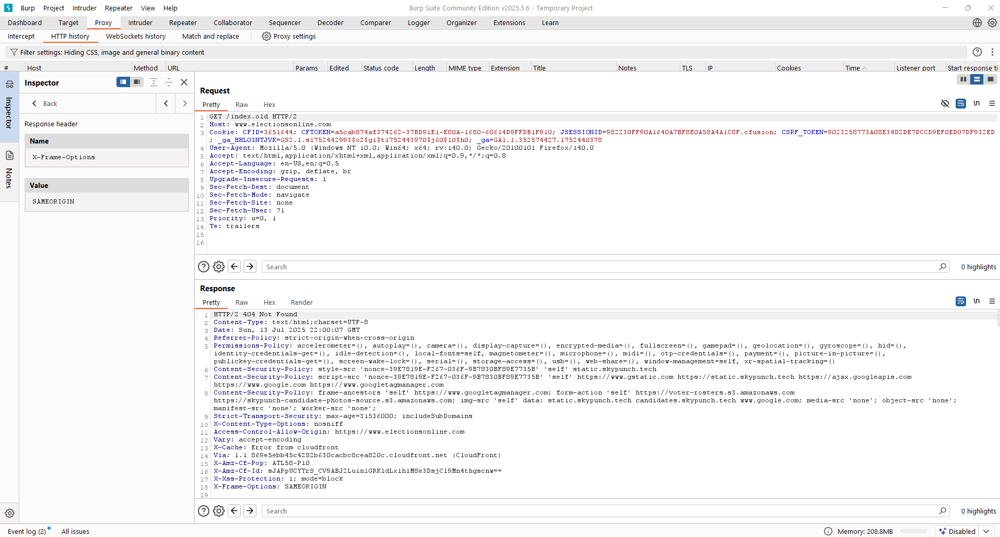 Burp Project Intruder Repeater View Help
Burp Suite Community Edition v2025.5.6 - Temporary Project
Dashboard Target Proxy Intruder Repeater Collaborator Sequencer Decoder Comparer Logger Organizer Extensions Learn
Intercept HTTP history WebSockets history Match and replace Proxy settings
Filter settings: Hiding CSS, image and general binary content
# Host Method URL Params Edited Status code Length MIME type Extension Title Notes TLS IP Cookies Time Listener port Start response ti
Inspector
Notes
Inspector
Back
Response header
Name
X-Frame-Options
Value
SAMEORIGIN
Request
Pretty Raw Hex
\n
1 GET /index.old HTTP/2
2 Host: www.electionsonline.com
3 Cookie: CFID=3651644; CFTOKEN=a5cab874af374262-37BD91E1-E80A-1680-60614D9FFDB1F910; JSESSIONID=982230FF90A1640A7BF8E0A58A4A1C8F.cfusion; CSRF_TOKEN=9023258773A08E34D2DE7DCCD9EF0ED07DF932ED
; _ga_HHL03NTJVK=GS2.1.s1752442993$o2$g1$t1752443970$j60$l0$h0; _ga=GA1.1.352574427.1752440378
4 User-Agent: Mozilla/5.0 (Windows NT 10.0; Win64; x64; rv:140.0) Gecko/20100101 Firefox/140.0
5 Accept: text/html,application/xhtml+xml,application/xml;q=0.9,*/*;q=0.8
6 Accept-Language: en-US,en;q=0.5
7 Accept-Encoding: gzip, deflate, br
8 Upgrade-Insecure-Requests: 1
9 Sec-Fetch-Dest: document
10 Sec-Fetch-Mode: navigate
11 Sec-Fetch-Site: none
12 Sec-Fetch-User: ?1
13 Priority: u=0, i
14 Te: trailers
15
16
Search
0 highlights
Response
Pretty Raw Hex Render
\n
1 HTTP/2 404 Not Found
2 Content-Type: text/html;charset=UTF-8
3 Date: Sun, 13 Jul 2025 22:00:07 GMT
4 Referrer-Policy: strict-origin-when-cross-origin
5 Permissions-Policy: accelerometer=(), autoplay=(), camera=(), display-capture=(), encrypted-media=(), fullscreen=(), gamepad=(), geolocation=(), gyroscope=(), hid=(),
identity-credentials-get=(), idle-detection=(), local-fonts=self, magnetometer=(), microphone=(), midi=(), otp-credentials=(), payment=(), picture-in-picture=(),
publickey-credentials-get=(), screen-wake-lock=(), serial=(), storage-access=(), usb=(), web-share=(), window-management=self, xr-spatial-tracking=()
6 Content-Security-Policy: style-src 'nonce-39E7819E-F267-036F-9B7830BF89E7735B' 'self' static.skypunch.tech
7 Content-Security-Policy: script-src 'nonce-39E7819E-F267-036F-9B7830BF89E7735B' 'self' https://www.gstatic.com https://static.skypunch.tech https://ajax.googleapis.com
https://www.google.com https://www.googletagmanager.com
8 Content-Security-Policy: frame-ancestors 'self' https://www.googletagmanager.com; form-action 'self' https://voter-rosters.s3.amazonaws.com
https://skypunch-candidate-photos-source.s3.amazonaws.com; img-src 'self' data: static.skypunch.tech candidates.skypunch.tech www.google.com; media-src 'none'; object-src 'none';
manifest-src 'none'; worker-src 'none';
9 Strict-Transport-Security: max-age=31536000; includeSubDomains
10 X-Content-Type-Options: nosniff
11 Access-Control-Allow-Origin: https://www.electionsonline.com
12 Vary: accept-encoding
13 X-Cache: Error from cloudfront
14 Via: 1.1 869e5ebb45c4282b630cacbc8cea820c.cloudfront.net (CloudFront)
15 X-Amz-Cf-Pop: ATL58-P10
16 X-Amz-Cf-Id: sJAPpUCYTrS_CV9ABJ2Luin1GRKldLx1h1M8e3DsjCl9Mn4thgscnw==
17 X-Xss-Protection: 1; mode=block
18 X-Frame-Options: SAMEORIGIN
19
Search
0 highlights
Event log (2) All issues
Memory: 208.8MB
Disabled